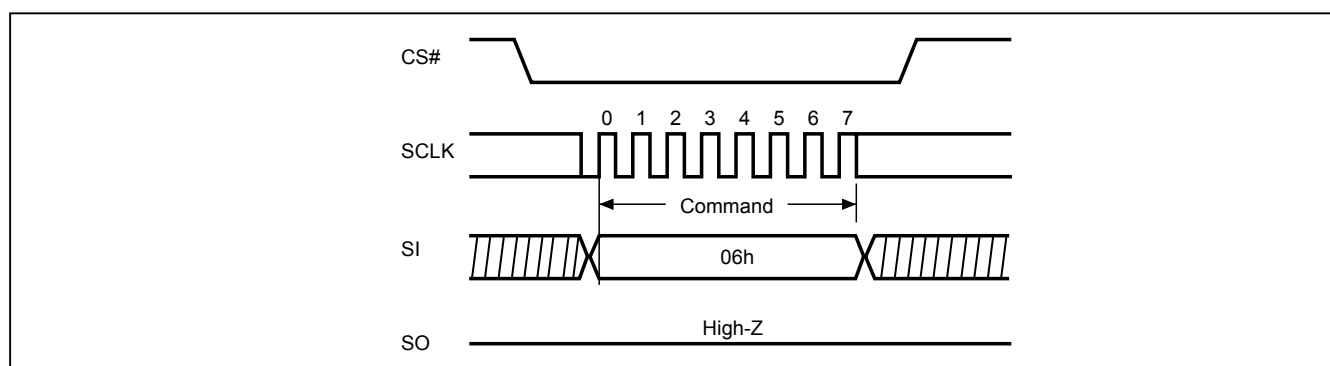 CS#
0 1 2 3 4 5 6 7
SCLK
Command
SI
06h
High-Z
SO